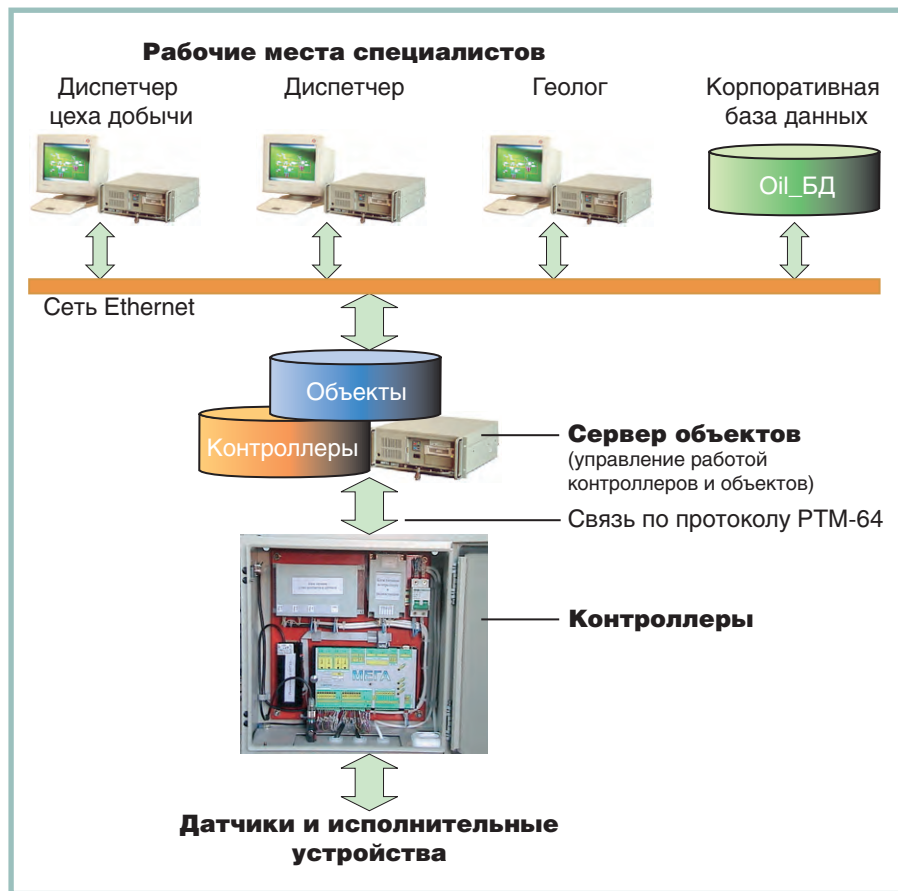 Рабочие места специалистов
Диспетчер
цеха добычи
Диспетчер
Геолог
Корпоративная
база данных
Oil_БД
Сеть Ethernet
Объекты
Контроллеры
Сервер объектов
(управление работой
контроллеров и объектов)
Связь по протоколу РТМ-64
МЕГА
Контроллеры
Датчики и исполнительные
устройства